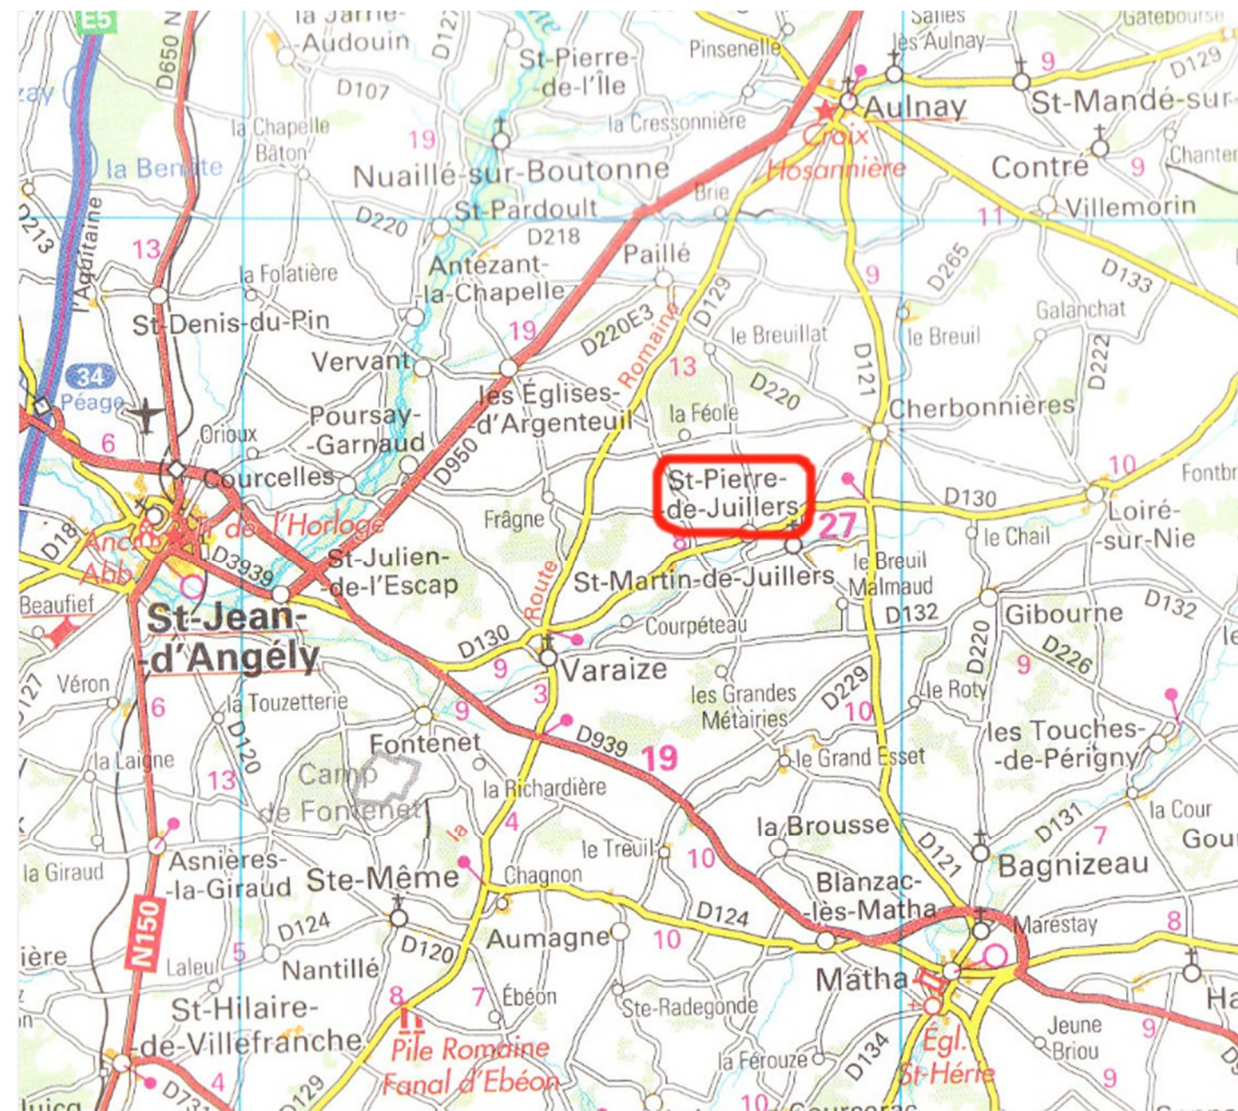 E5
D650
la Jarrie-
-Audouin
D107
St-Pierre-
-de-l'Île
Pinsenelle
Salles
lès Aulnay
Gâtebourse
9
D129
Aulnay
St-Mandé-sur-
la Cressonnière
Croix
Hosannière
la Chapelle
Bâton
19
la Benâte
Nuaillé-sur-Boutonne
Contré
9
Brie
Villemorin
11
D213
l'Aquitaine
D220
St-Pardoult
D218
13
Paillé
9
D265
D133
la Folatière
Antezant-
-la-Chapelle
D129
Galanchat
St-Denis-du-Pin
19
D220E3
Romaine
le Breuillat
le Breuil
D121
D222
34
Péage
Vervant
13
les Églises-
-d'Argenteuil
D220
la Féole
Cherbonnières
Poursay-
-Garnaud
Orioux
6
D950
Courcelles
St-Pierre-
-de-Juillers
10
D130
Frâgne
8
27
Loiré-
-sur-Nie
le Chail
T. de l'Horloge
Anc.
Abb.
D18
D3939
St-Julien-
-de-l'Escap
St-Martin-de-Juillers
le Breuil
Malmaud
D132
Gibourne
D132
Beaufief
St-Jean-
-d'Angély
Route
Courpéteau
D130
9
Varaize
D220
9
D226
D127
Véron
la Touzetterie
3
les Grandes
Métairies
D229
10
le Roty
6
D120
9
Fontenet
D939
19
le Grand Esset
les Touches-
-de-Périgny
la Laigne
13
Camp
de Fontenet
la Richardière
la Brousse
la Cour
D131
7
4
la
le Treuil
10
D121
la Giraud
Asnières-
-la-Giraud
Ste-Même
Chagnon
Bagnizeau
Blanzac-
-lès-Matha
N150
D124
D120
Aumagne
D124
10
Marestay
8
5
Laleu
Nantillé
Matha
St-Hilaire-
-de-Villefranche
8
7
Ébéon
Ste-Radegonde
Pile Romaine
Fanal d'Ebéon
la Férouze
D134
Égl.
St-Hérie
Jeune
Briou
9
9
4
D129
10